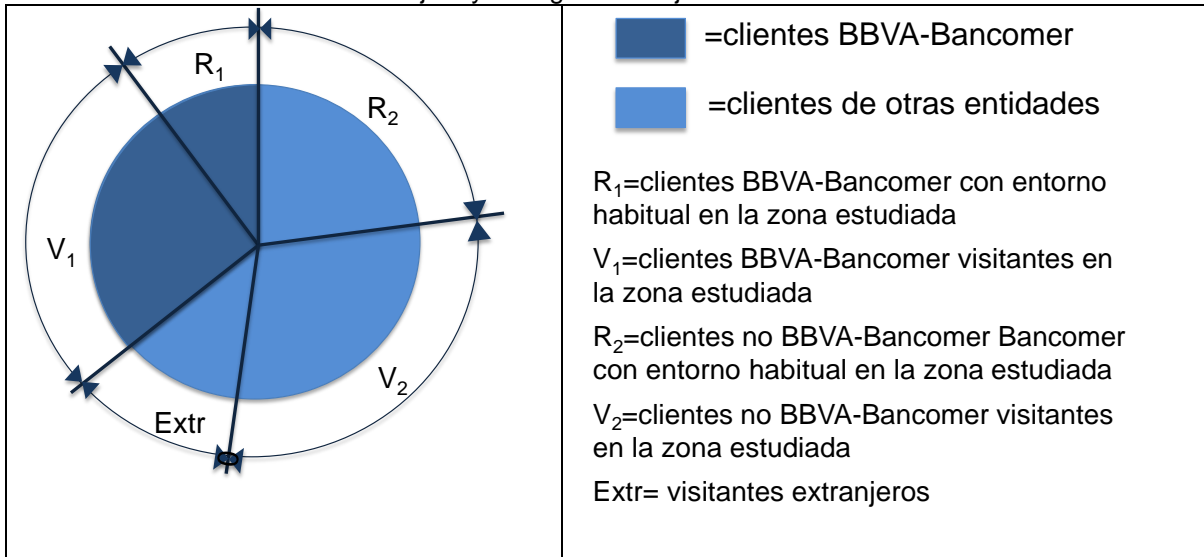 R₁
R₂
V₁
V₂
Extr
=clientes BBVA-Bancomer
=clientes de otras entidades
R₁=clientes BBVA-Bancomer con entorno
habitual en la zona estudiada
V₁=clientes BBVA-Bancomer visitantes en
la zona estudiada
R₂=clientes no BBVA-Bancomer Bancomer
con entorno habitual en la zona estudiada
V₂=clientes no BBVA-Bancomer visitantes
en la zona estudiada
Extr= visitantes extranjeros